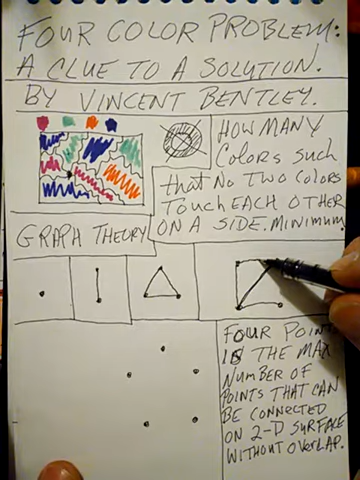 FOUR COLOR PROBLEM:
A CLUE TO A SOLUTION.
BY VINCENT BENTLEY.
HOW MANY
COLORS SUCH
that NO TWO COLORS
TOUCH EACH OTHER
ON A SIDE. MINIMUM.
GRAPH THEORY
FOUR POINTS
IS THE MAX
NUMBER OF
POINTS THAT CAN
BE CONNECTED
ON 2-D SURFACE
WITHOUT OVERLAP.